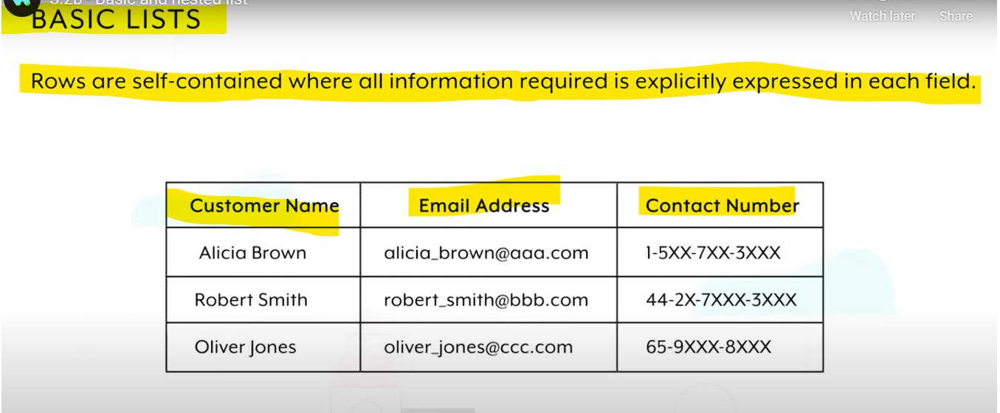 5.2b - Basic and nested list
BASIC LISTS
Watch later Share
Rows are self-contained where all information required is explicitly expressed in each field.
Customer Name Email Address Contact Number
Alicia Brown alicia_brown@aaa.com 1-5XX-7XX-3XXX
Robert Smith robert_smith@bbb.com 44-2X-7XXX-3XXX
Oliver Jones oliver_jones@ccc.com 65-9XXX-8XXX